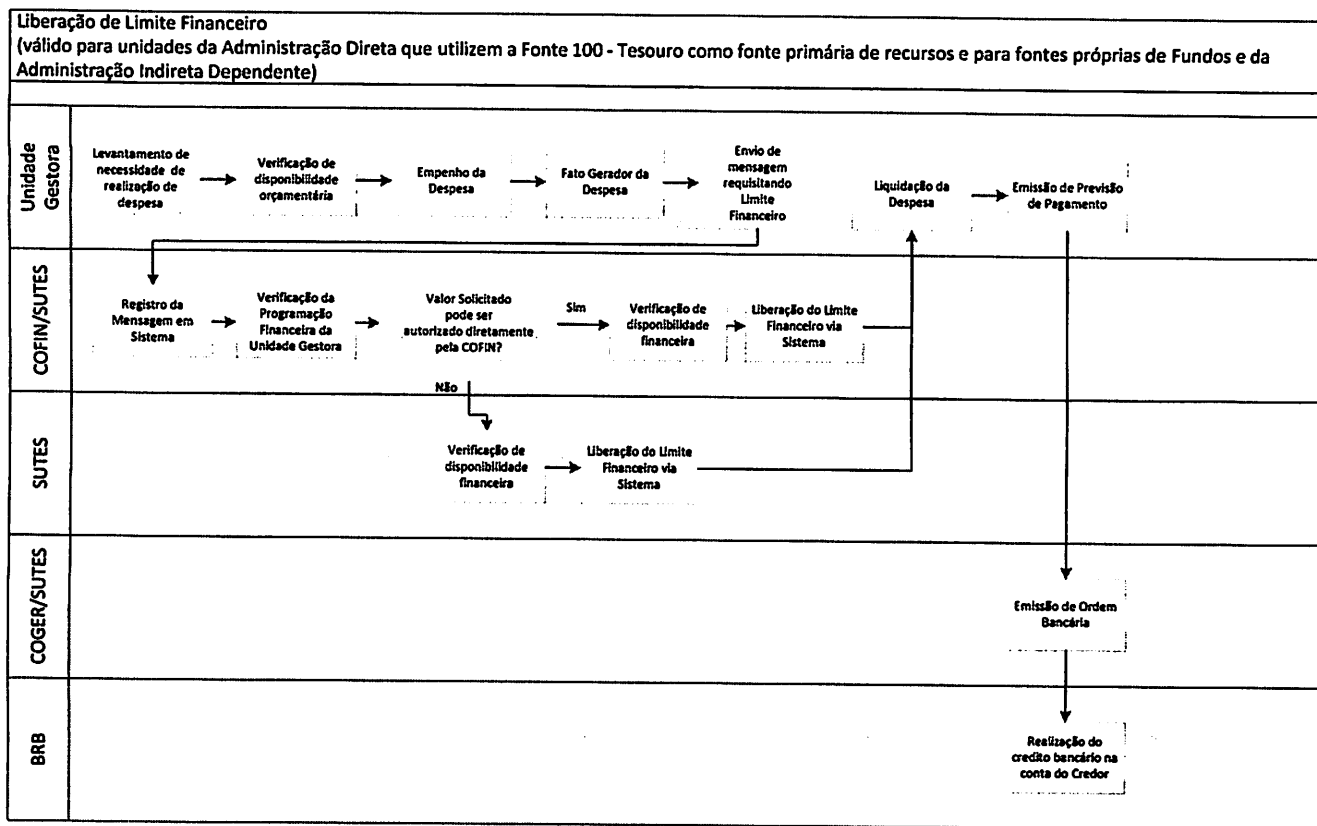 Liberação de Limite Financeiro
(válido para unidades da Administração Direta que utilizem a Fonte 100 - Tesouro como fonte primária de recursos e para fontes próprias de Fundos e da
Administração Indireta Dependente)
Unidade
Gestora
Levantamento de
necessidade de
realização de
despesa
Verificação de
disponibilidade
orçamentária
Empenho da
Despesa
Fato Gerador da
Despesa
Envio de
mensagem
requisitando
Limite
Financeiro
Liquidação da
Despesa
Emissão de Previsão
de Pagamento
COFIN/SUTES
Registro da
Mensagem em
Sistema
Verificação da
Programação
Financeira da
Unidade Gestora
Valor Solicitado
pode ser
autorizado diretamente
pela COFIN?
Sim
Verificação de
disponibilidade
financeira
Liberação do Limite
Financeiro via
Sistema
Não
SUTES
Verificação de
disponibilidade
financeira
Liberação do Limite
Financeiro via
Sistema
COGER/SUTES
Emissão de Ordem
Bancária
BRB
Realização do
credito bancário na
conta do Credor